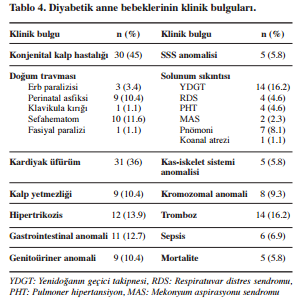 Tablo 4. Diyabetik anne bebeklerinin klinik bulguları.
Klinik bulgu n (%) Klinik bulgu n (%)
Konjenital kalp hastalığı 30 (45) SSS anomalisi 5 (5.8)
Doğum travması Solunum sıkıntısı
Erb paralizisi 3 (3.4) YDGT 14 (16.2)
Perinatal asfiksi 9 (10.4) RDS 4 (4.6)
Klavikula kırığı 1 (1.1) PHT 4 (4.6)
Sefahematom 10 (11.6) MAS 2 (2.3)
Fasiyal paralizi 1 (1.1) Pnömoni 7 (8.1)
Koanal atrezi 1 (1.1)
Kardiyak üfürüm 31 (36) Kas-iskelet sistemi 5 (5.8)
anomalisi
Kalp yetmezliği 9 (10.4) Kromozomal anomali 8 (9.3)
Hipertrikozis 12 (13.9) Tromboz 14 (16.2)
Gastrointestinal anomali 11 (12.7) Sepsis 6 (6.9)
Genitoüriner anomali 9 (10.4) Mortalite 5 (5.8)
YDGT: Yenidoğanın geçici takipnesi, RDS: Respiratuvar distres sendromu,
PHT: Pulmoner hipertansiyon, MAS: Mekonyum aspirasyonu sendromu